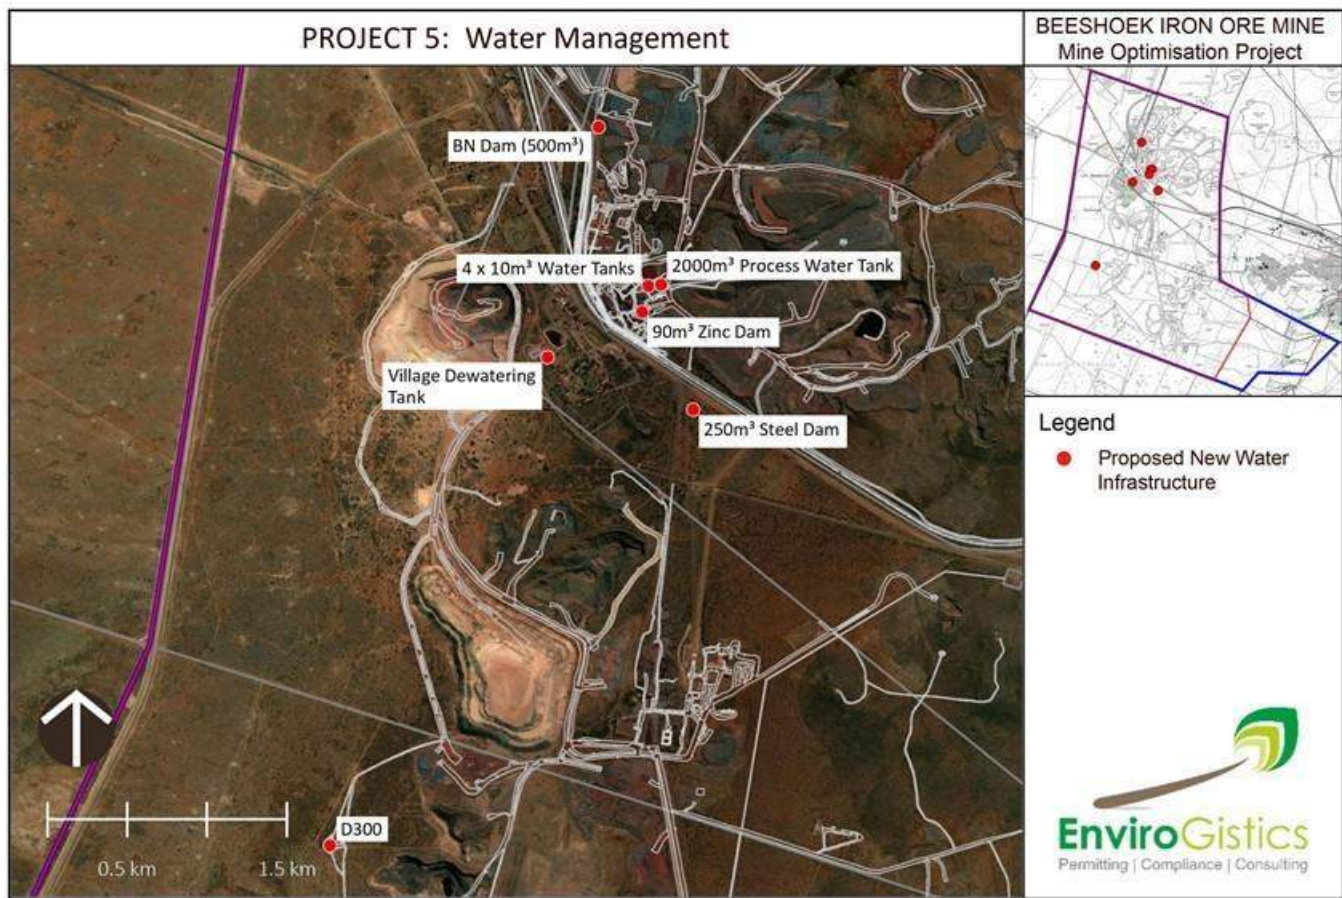 PROJECT 5: Water Management
BEESHOEK IRON ORE MINE
Mine Optimisation Project
BN Dam (500m³)
4 x 10m³ Water Tanks
2000m³ Process Water Tank
90m³ Zinc Dam
Village Dewatering
Tank
250m³ Steel Dam
D300
0.5 km
1.5 km
Legend
Proposed New Water
Infrastructure
EnviroGistics
Permitting | Compliance | Consulting